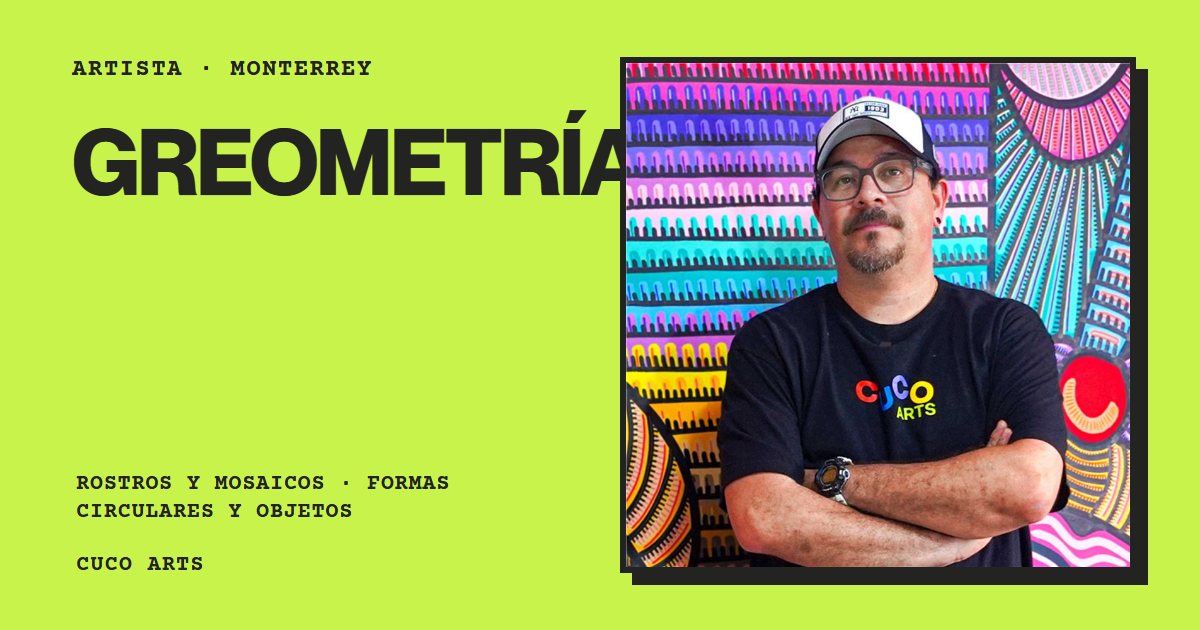 ARTISTA · MONTERREY
GREOMETRÍA
ROSTROS Y MOSAICOS · FORMAS
CIRCULARES Y OBJETOS
CUCO ARTS
CUCO
ARTS